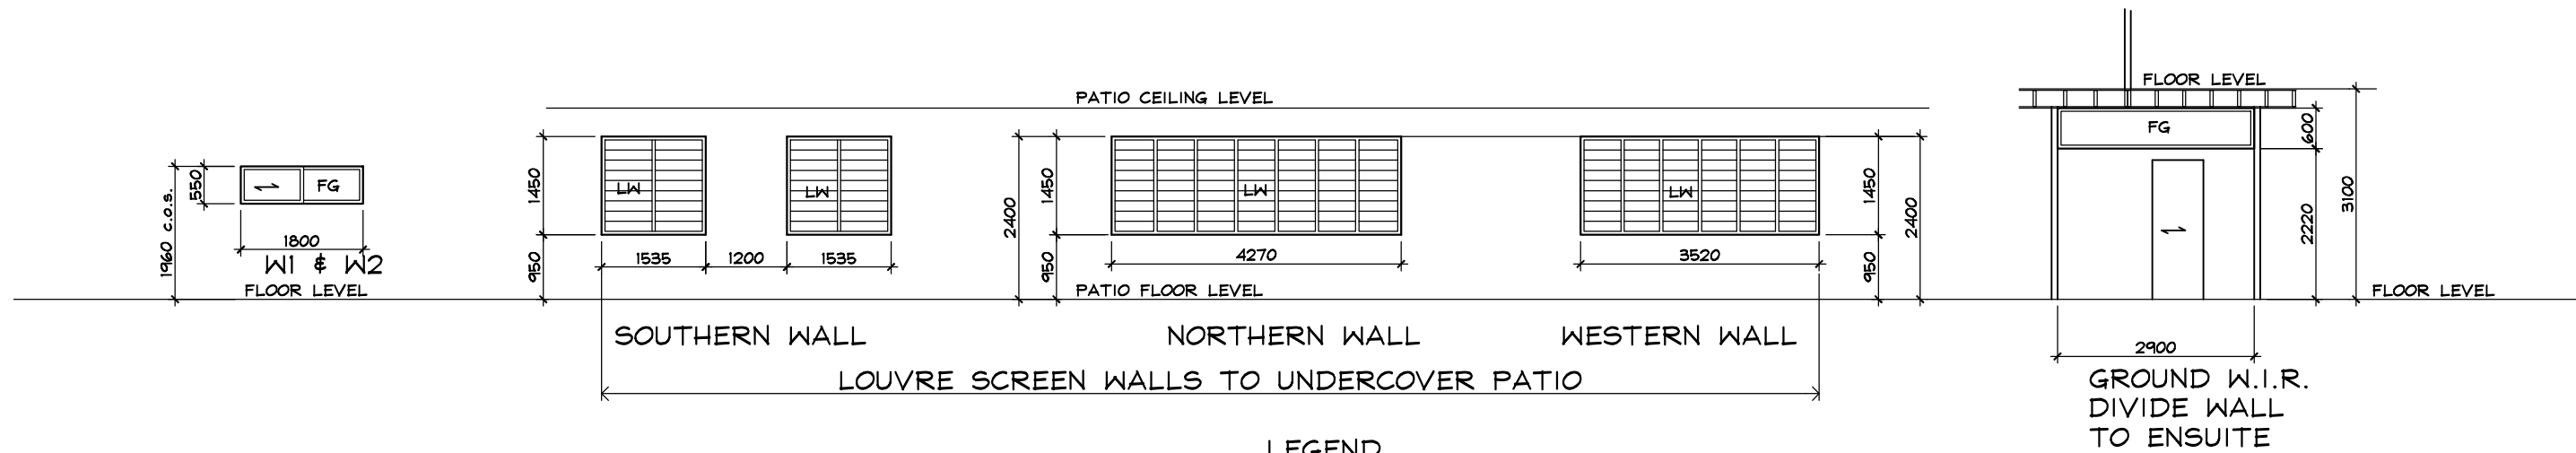 1960 c.o.s.
550
FG
1800
W1 & W2
FLOOR LEVEL
PATIO CEILING LEVEL
1450
950
LW
LW
1535
1200
1535
SOUTHERN WALL
2400
1450
950
LW
4270
PATIO FLOOR LEVEL
NORTHERN WALL
LW
3520
1450
950
2400
WESTERN WALL
LOUVRE SCREEN WALLS TO UNDERCOVER PATIO
FLOOR LEVEL
FG
600
2220
3100
FLOOR LEVEL
2900
GROUND W.I.R.
DIVIDE WALL
TO ENSUITE
LEGEND